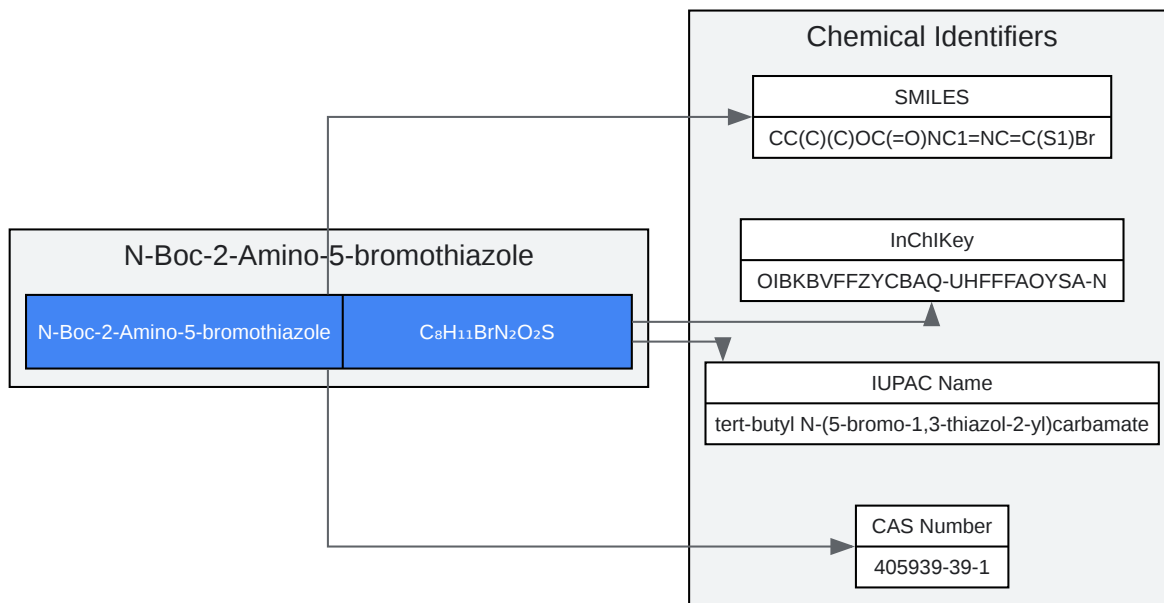 Chemical Identifiers
SMILES
CC(C)(C)OC(=O)NC1=NC=C(S1)Br
InChIKey
OIBKBVFFZYCBAQ-UHFFFAOYSA-N
N-Boc-2-Amino-5-bromothiazole
N-Boc-2-Amino-5-bromothiazole
C₈H₁₁BrN₂O₂S
IUPAC Name
tert-butyl N-(5-bromo-1,3-thiazol-2-yl)carbamate
CAS Number
405939-39-1